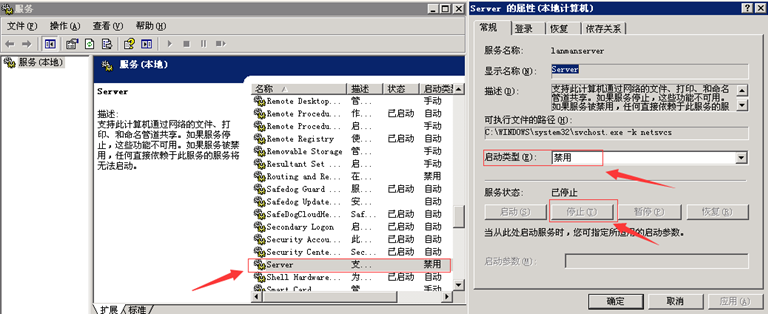 服务
文件(F) 操作(A) 查看(V) 帮助(H)
服务(本地)
服务(本地)
Server
描述:
支持此计算机通过网络的文件、打
印、和命名管道共享。如果服务停
止，这些功能不可用。如果服务被禁
用，任何直接依赖于此服务的服务将
无法启动。
名称 描述 状态 启动类型
Remote Desktop... 管... 手动
Remote Procedu... 作... 已启动 自动
Remote Procedu... 启... 手动
Remote Registry 使... 已启动 自动
Removable Storage 管... 手动
Resultant Set ... 启... 手动
Routing and Re... 在... 禁用
Safedog Guard ... 服... 已启动 自动
Safedog Update... 安... 自动
SafeDogCloudHe... Saf... 已启动 自动
Secondary Logon 启... 已启动 自动
Security Accou... 此... 已启动 自动
Security Cente... Sec... 已启动 自动
Server 支... 禁用
Shell Hardware... 为... 已启动 自动
Smart Card 管 手动
扩展 标准
Server 的属性(本地计算机)
常规 登录 恢复 依存关系
服务名称: lanmanserver
显示名称(N): Server
描述(D): 支持此计算机通过网络的文件、打印、和命名
管道共享。如果服务停止，这些功能不可用。
如果服务被禁用，任何直接依赖于此服务的服
可执行文件的路径(H):
C:\WINDOWS\system32\svchost.exe -k netsvcs
启动类型(E): 禁用
服务状态: 已停止
启动(S) 停止(T) 暂停(P) 恢复(R)
当从此处启动服务时，您可指定所适用的启动参数。
启动参数(M):
确定 取消 应用(A)